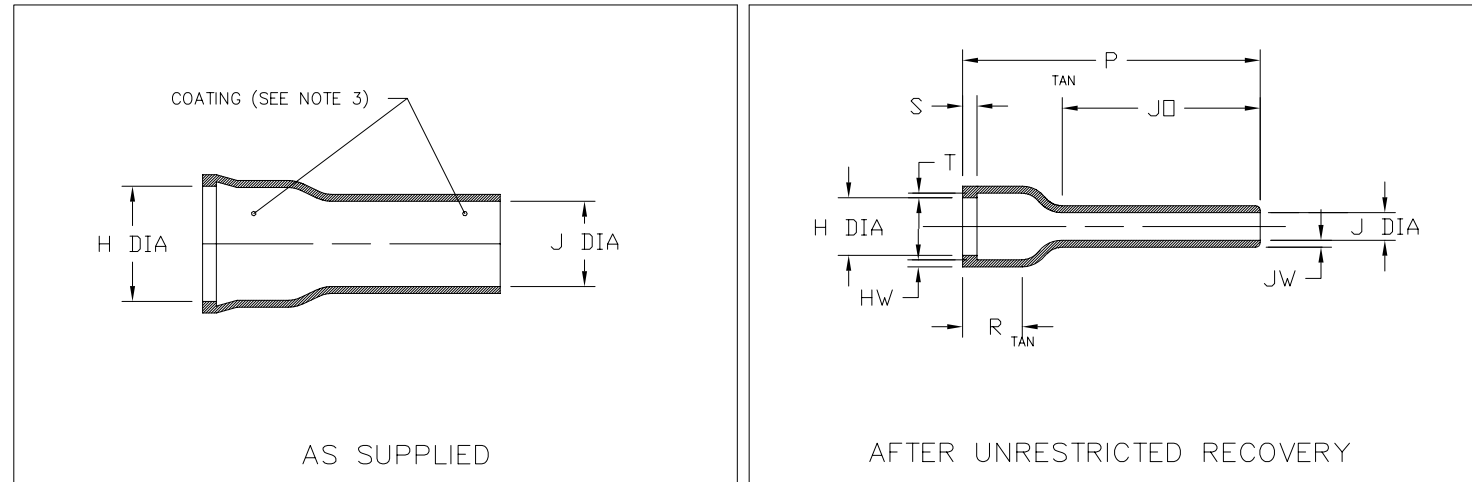 COATING (SEE NOTE 3)
H DIA
J DIA
AS SUPPLIED
P
TAN
S
JO
T
H DIA
J DIA
HW
JW
R
TAN
AFTER UNRESTRICTED RECOVERY